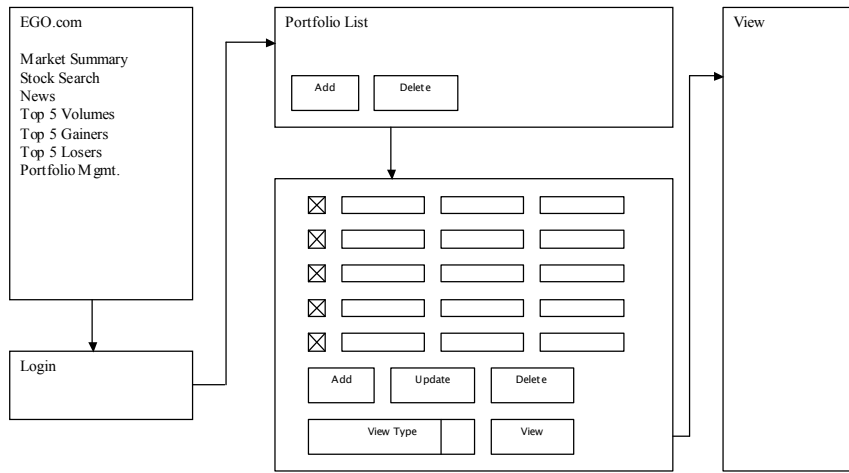 EGO.com
Market Summary
Stock Search
News
Top 5 Volumes
Top 5 Gainers
Top 5 Losers
Portfolio Mgmt.
Login
Portfolio List
Add
Delete
Add
Update
Delete
View Type
View
View